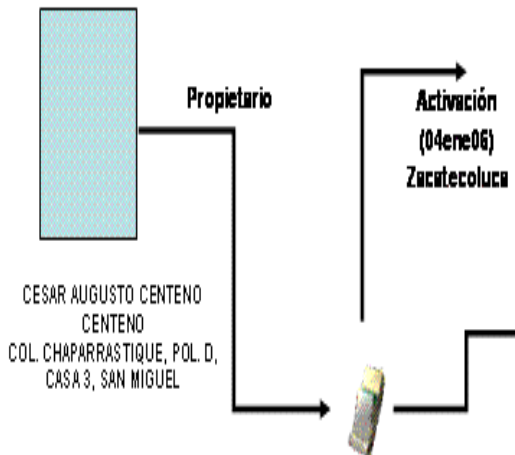 Propietario
Activación
(04ene06)
Zacatecoluca
CESAR AUGUSTO CENTENO
CENTENO
COL. CHAPARRASTIQUE, POL. D,
CASA 3, SAN MIGUEL